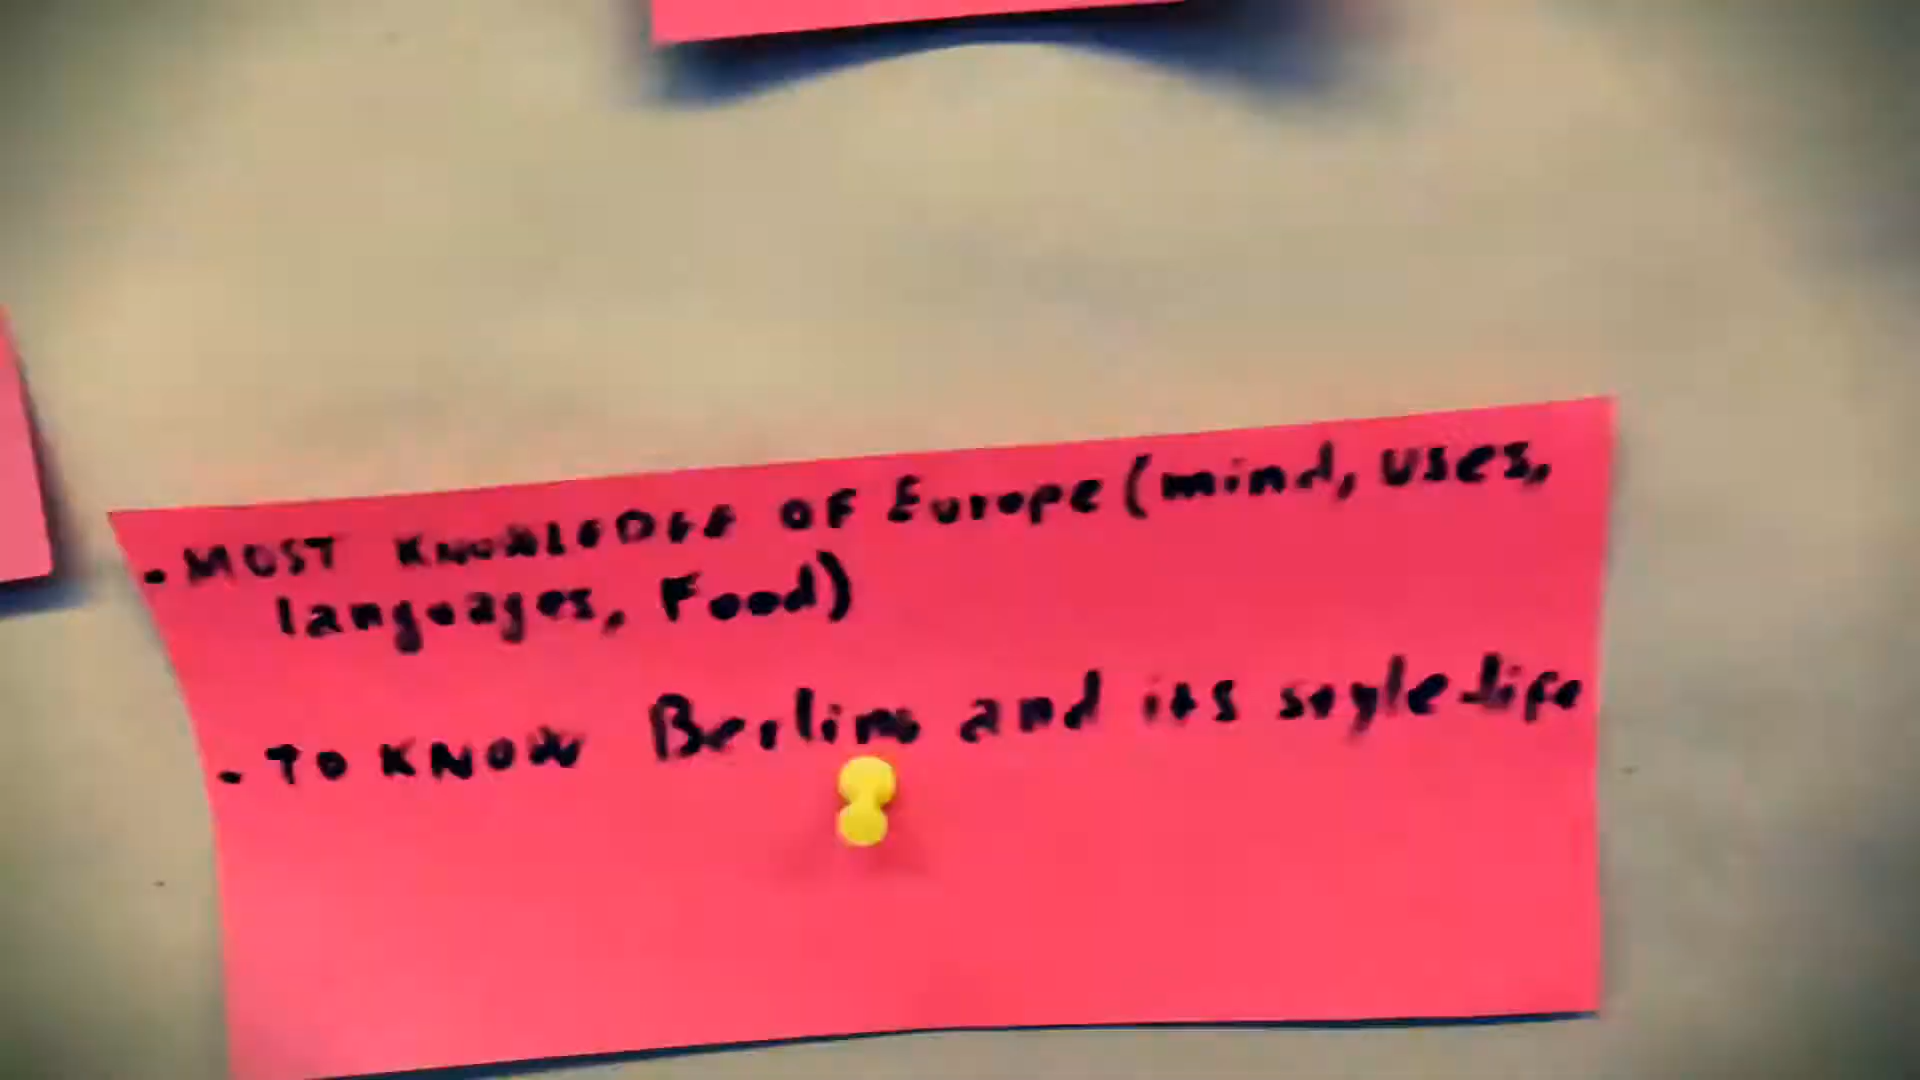 - MOST KNOWLEDGE OF Europe (mind, uses,
languages, Food)
- TO KNOW Berlin and its style-life